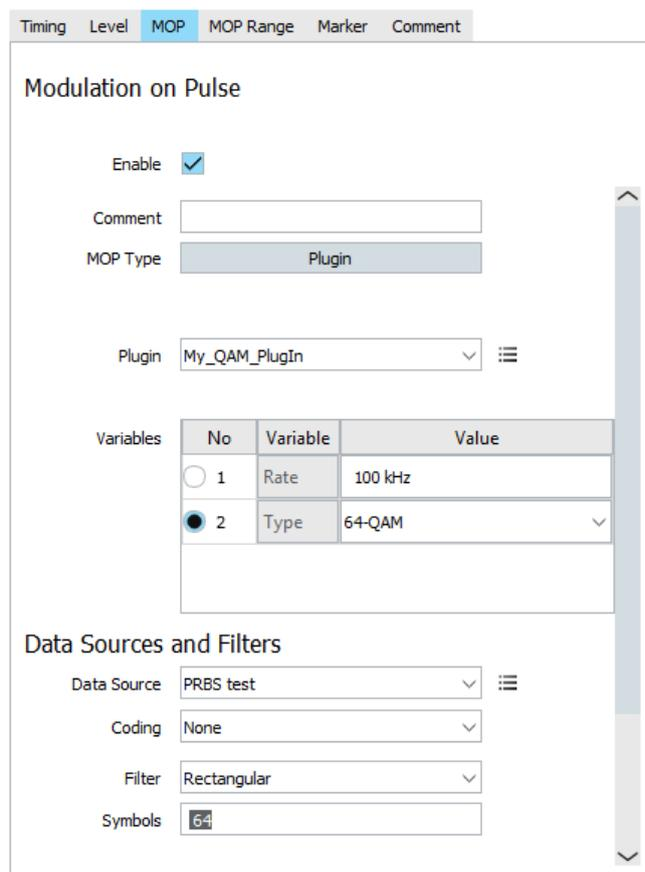 Timing Level MOP MOP Range Marker Comment
Modulation on Pulse
Enable
Comment
MOP Type Plugin
Plugin My_QAM_PlugIn
Variables No Variable Value
1 Rate 100 kHz
2 Type 64-QAM
Data Sources and Filters
Data Source PRBS test
Coding None
Filter Rectangular
Symbols 64